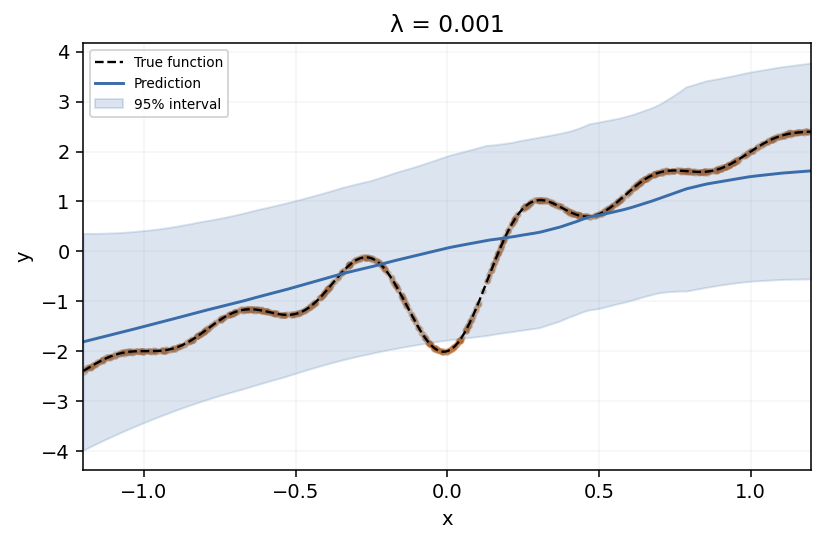 λ = 0.001
True function
Prediction
95% interval
4
3
2
1
0
−1
−2
−3
−4
y
−1.0 −0.5 0.0 0.5 1.0
x